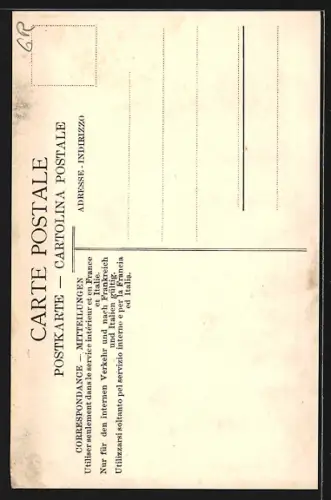 CARTE POSTALE
POSTKARTE — CARTOLINA POSTALE
CORRESPONDANCE — MITTEILUNGEN
Utiliser seulement dans le service intérieur et en France
et Italie.
Nur für den internen Verkehr und nach Frankreich
und Italien gültig.
Utilizzarsi soltanto pel servizio interno e per la Francia
ed Italia.
ADRESSE - INDIRIZZO